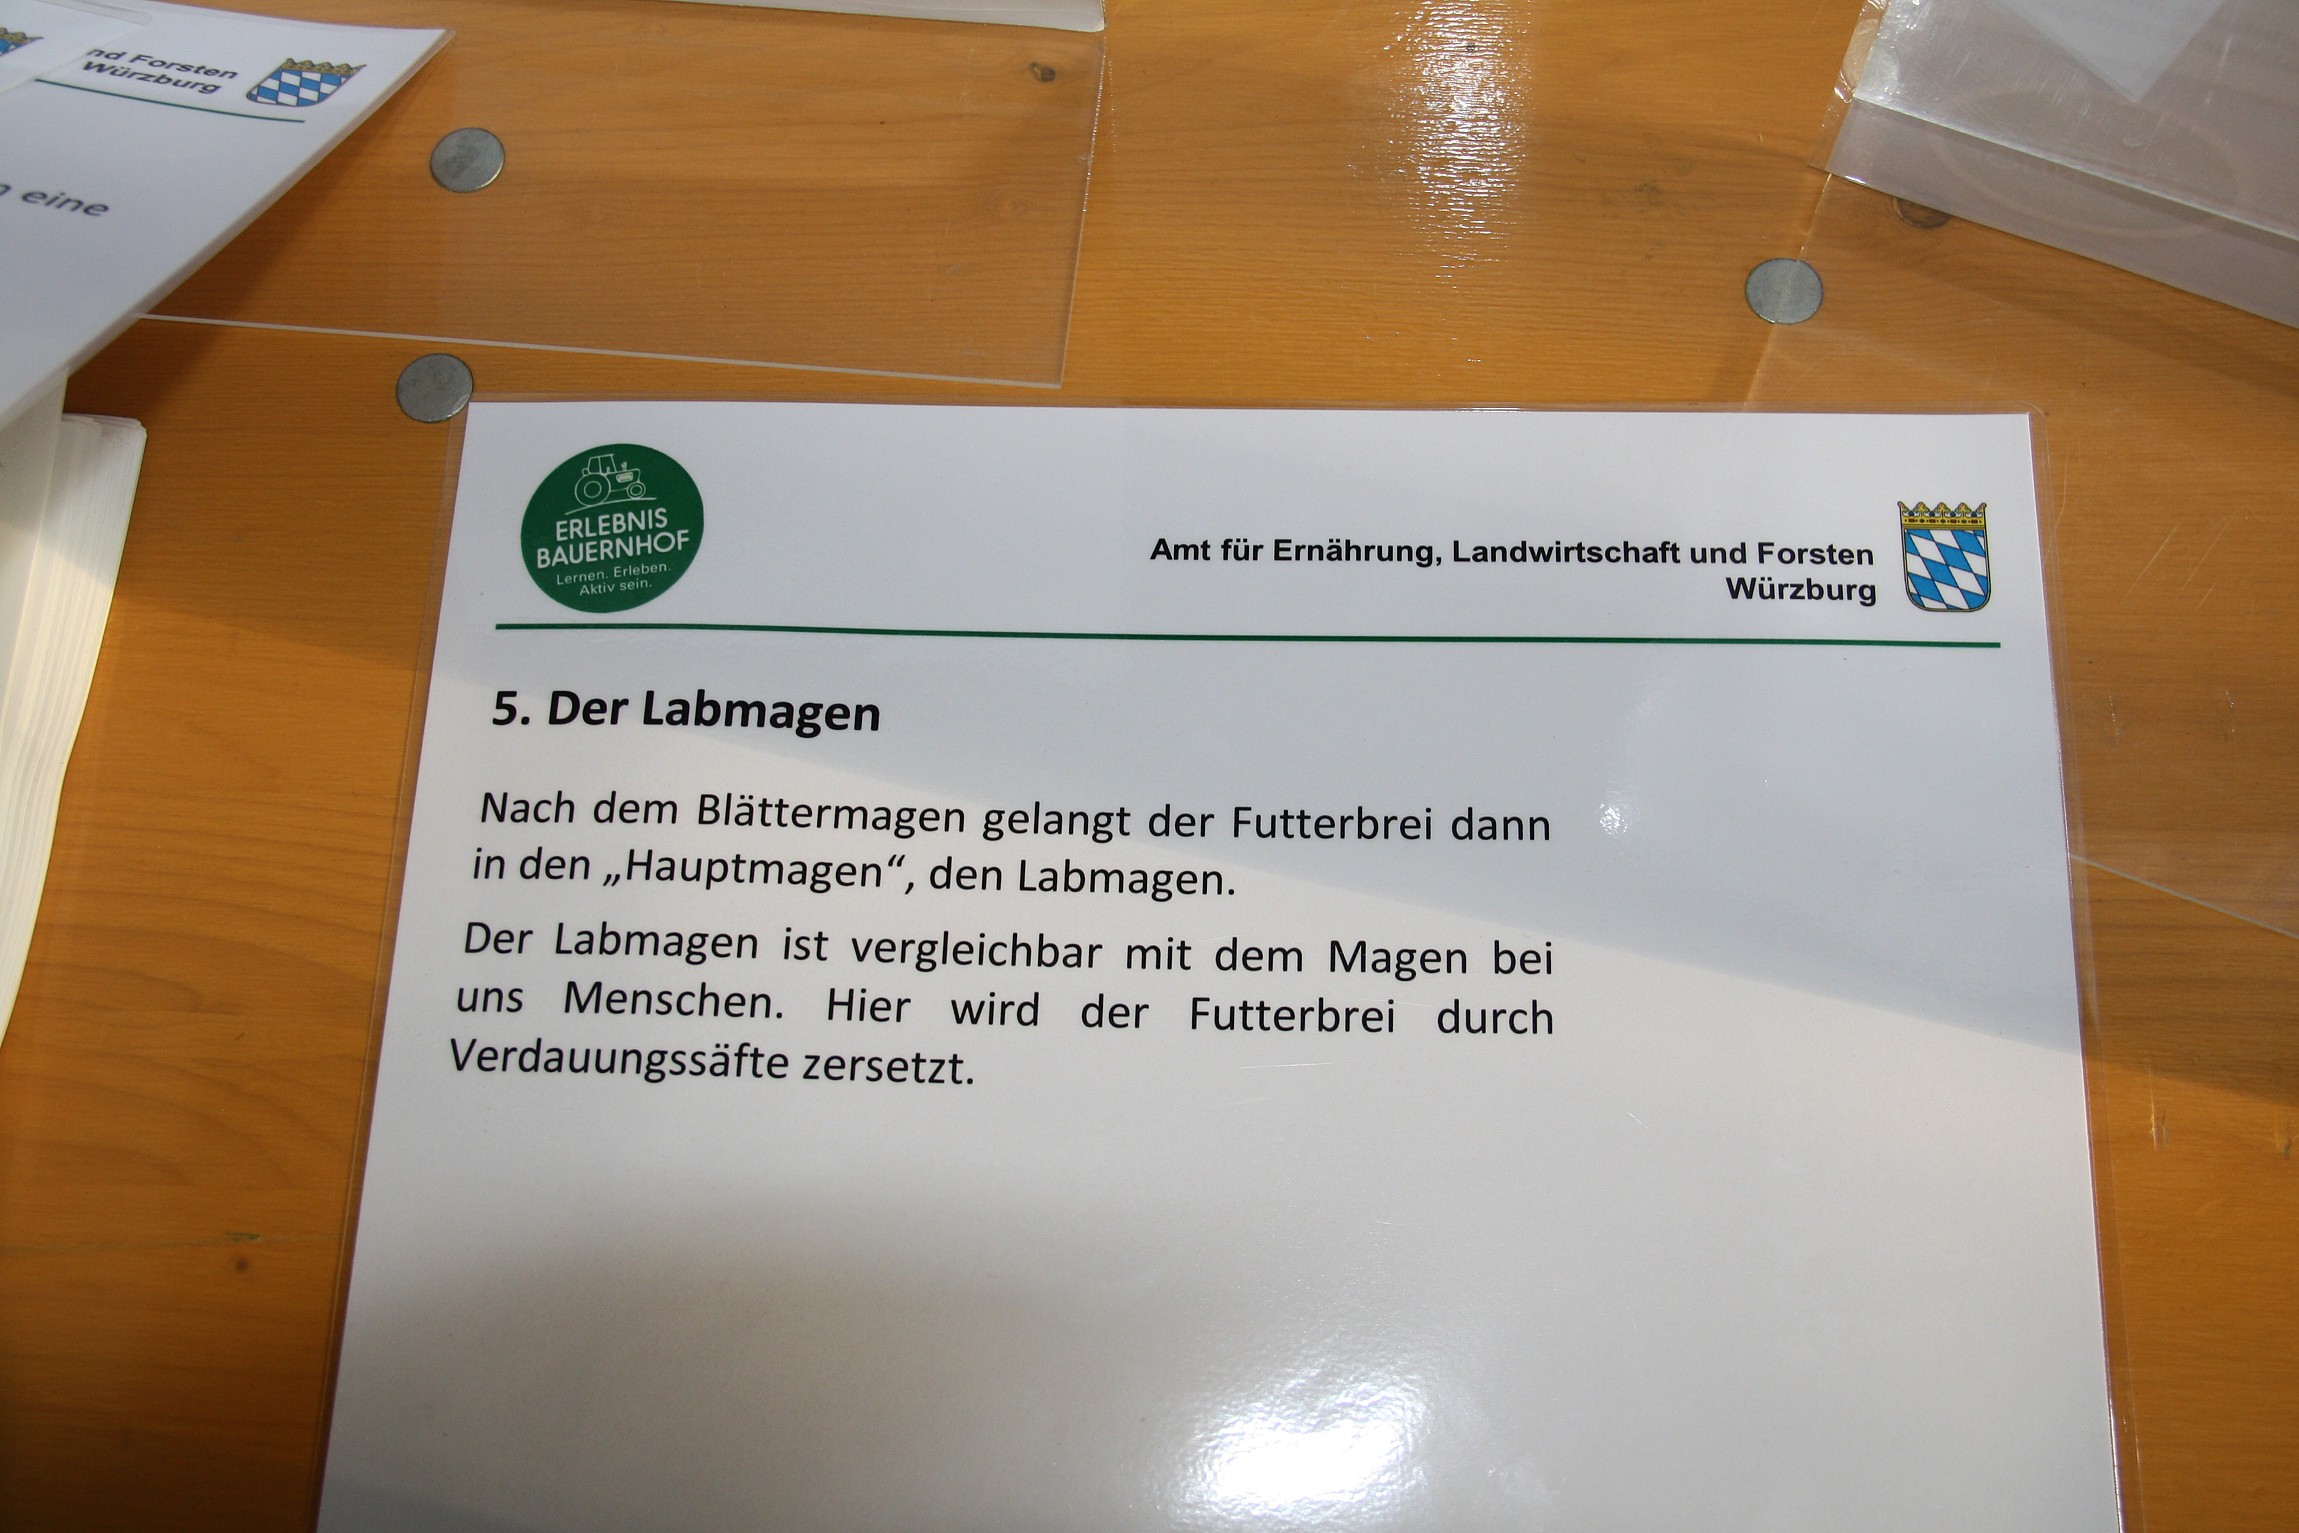 nd Forsten
Würzburg
eine
ERLEBNIS
BAUERNHOF
Lernen. Erleben.
Aktiv sein.
Amt für Ernährung, Landwirtschaft und Forsten
Würzburg
5. Der Labmagen
Nach dem Blättermagen gelangt der Futterbrei dann
in den „Hauptmagen“, den Labmagen.
Der Labmagen ist vergleichbar mit dem Magen bei
uns Menschen. Hier wird der Futterbrei durch
Verdauungssäfte zersetzt.